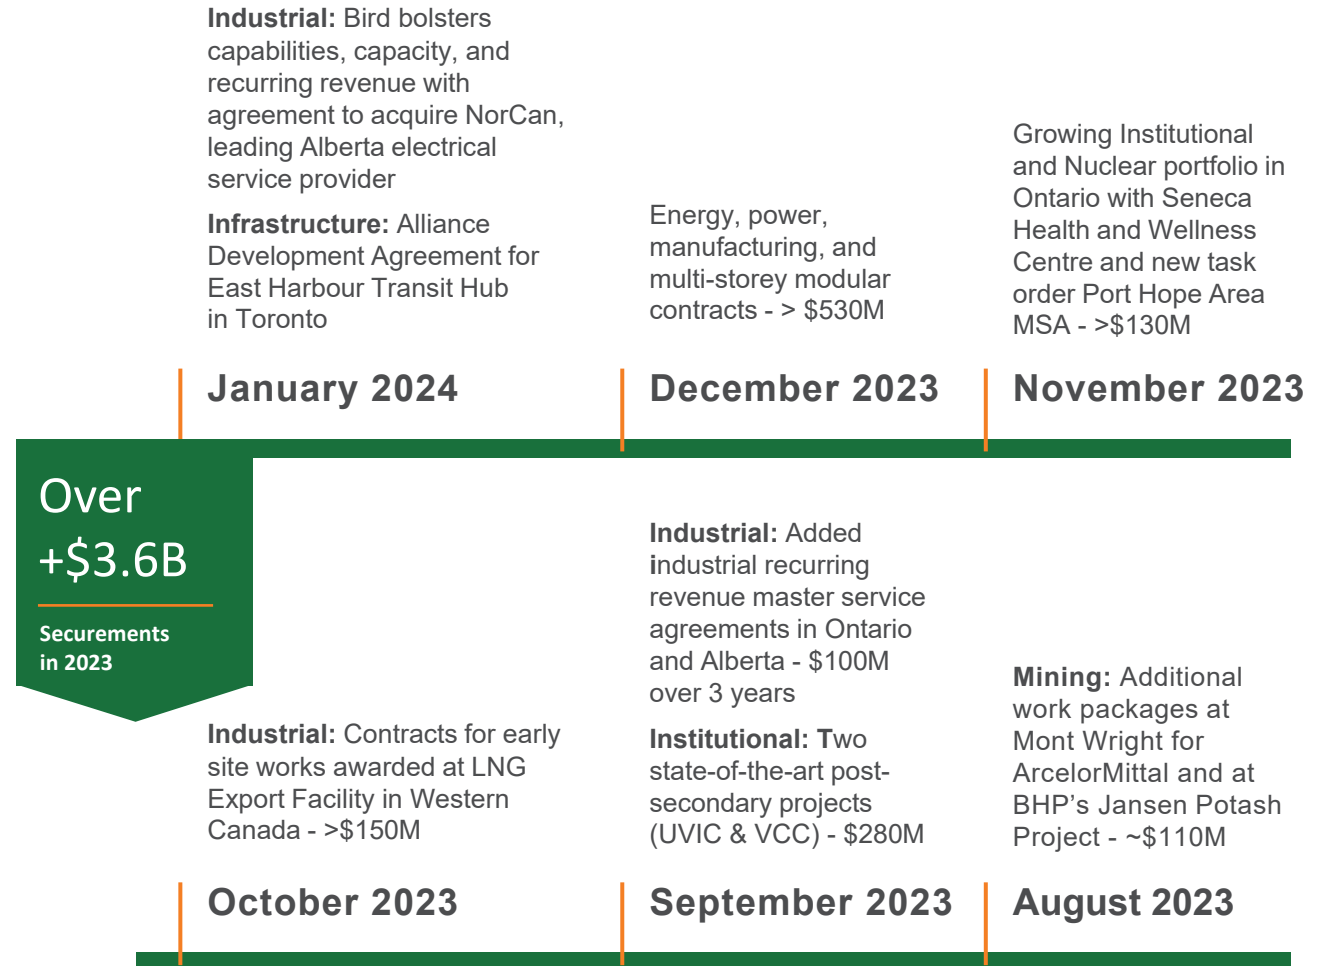 Industrial: Bird bolsters
capabilities, capacity, and
recurring revenue with
agreement to acquire NorCan,
leading Alberta electrical
service provider
Infrastructure: Alliance
Development Agreement for
East Harbour Transit Hub
in Toronto
January 2024
Energy, power,
manufacturing, and
multi-storey modular
contracts - > $530M
December 2023
Growing Institutional
and Nuclear portfolio in
Ontario with Seneca
Health and Wellness
Centre and new task
order Port Hope Area
MSA - >$130M
November 2023
Over
+$3.6B
Securements
in 2023
Industrial: Contracts for early
site works awarded at LNG
Export Facility in Western
Canada - >$150M
October 2023
Industrial: Added
industrial recurring
revenue master service
agreements in Ontario
and Alberta - $100M
over 3 years
Institutional: Two
state-of-the-art post-
secondary projects
(UVIC & VCC) - $280M
September 2023
Mining: Additional
work packages at
Mont Wright for
ArcelorMittal and at
BHP’s Jansen Potash
Project - ~$110M
August 2023